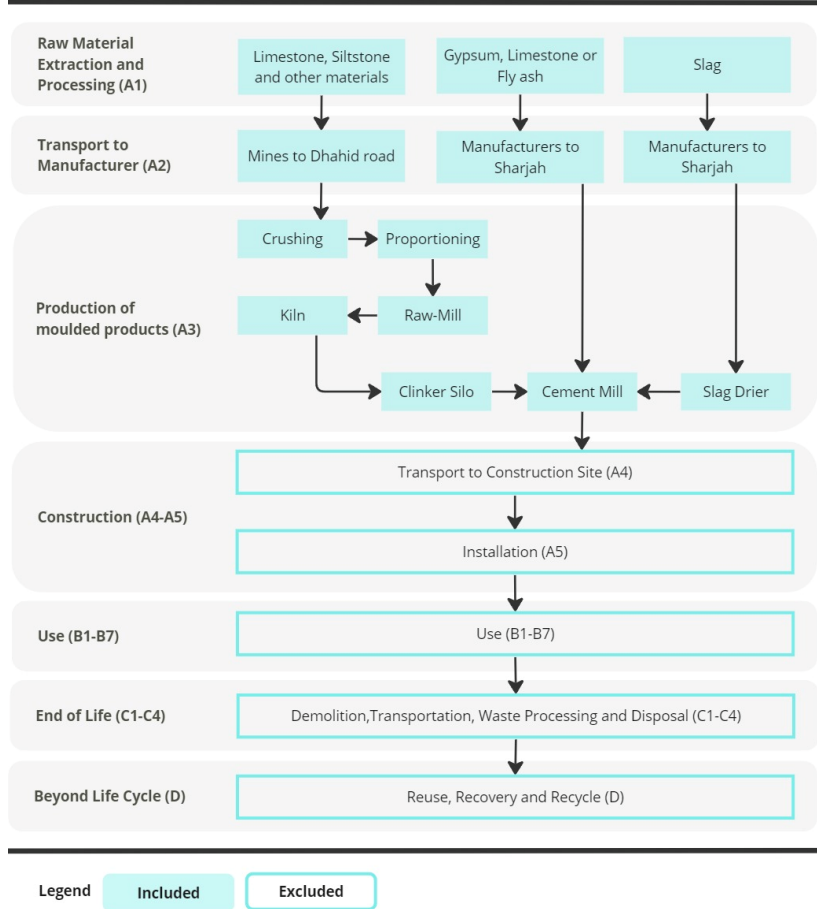 Raw Material
Extraction and
Processing (A1)
Limestone, Siltstone
and other materials
Gypsum, Limestone or
Fly ash
Slag
Transport to
Manufacturer (A2)
Mines to Dhahid road
Manufacturers to
Sharjah
Manufacturers to
Sharjah
Production of
moulded products (A3)
Crushing
Proportioning
Kiln
Raw-Mill
Clinker Silo
Cement Mill
Slag Drier
Construction (A4-A5)
Transport to Construction Site (A4)
Installation (A5)
Use (B1-B7)
Use (B1-B7)
End of Life (C1-C4)
Demolition,Transportation, Waste Processing and Disposal (C1-C4)
Beyond Life Cycle (D)
Reuse, Recovery and Recycle (D)
Legend
Included
Excluded